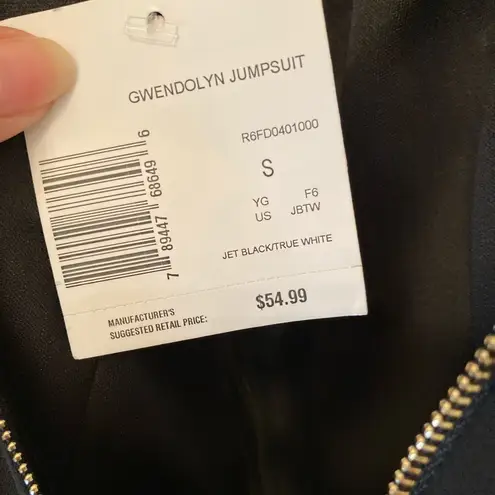 GWENDOLYN JUMPSUIT
R6FD0401000
S
YG F6
US JBTW
JET BLACK/TRUE WHITE
7 89447 68649 6
MANUFACTURER'S
SUGGESTED RETAIL PRICE: $54.99